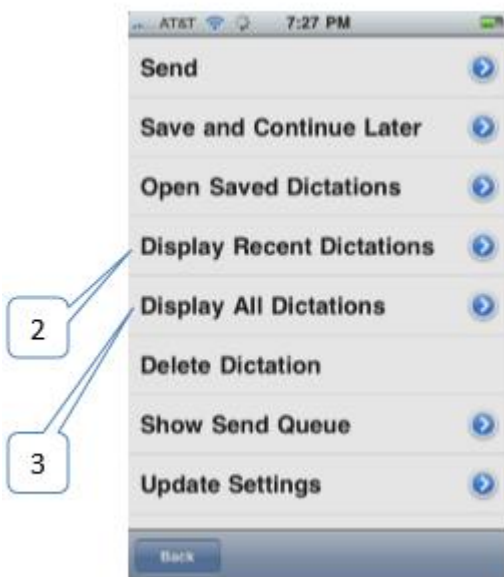 AT&T 7:27 PM
Send
Save and Continue Later
Open Saved Dictations
Display Recent Dictations
2
Display All Dictations
Delete Dictation
3
Show Send Queue
Update Settings
Back